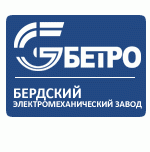 БЕТРО
БЕРДСКИЙ
ЭЛЕКТРОМЕХАНИЧЕСКИЙ ЗАВОД